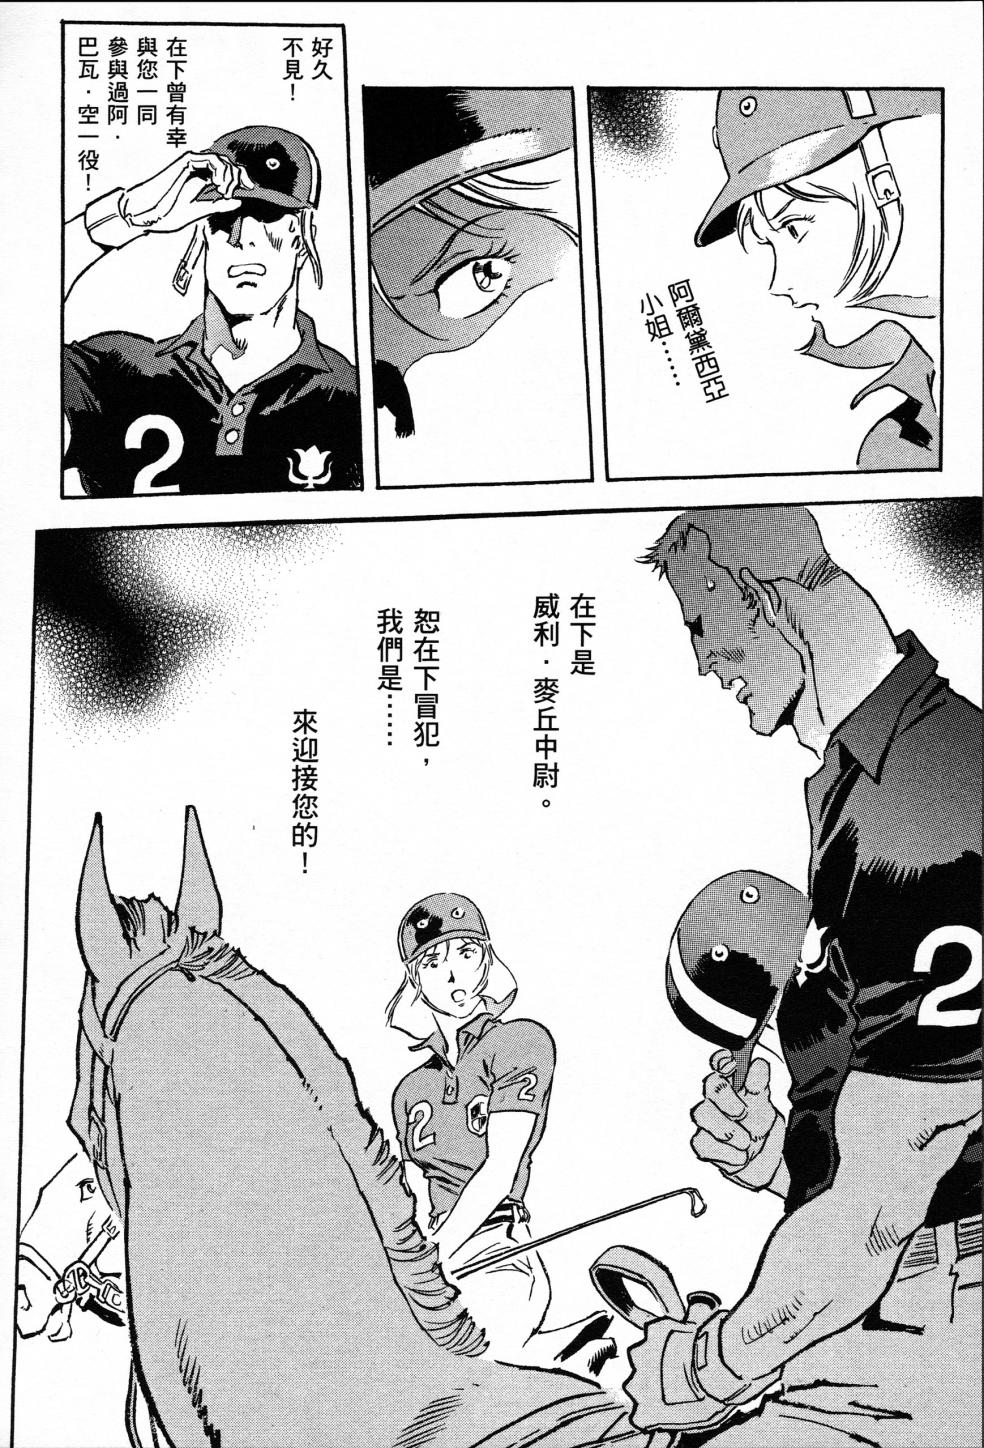 阿爾黛西亞
小姐……
好久
不見！
在下曾有幸
與您一同
參與過阿．
巴瓦．空一役！
2
在下是
威利．麥丘中尉。
恕在下冒犯，
我們是……
來迎接您的！
2
2
2